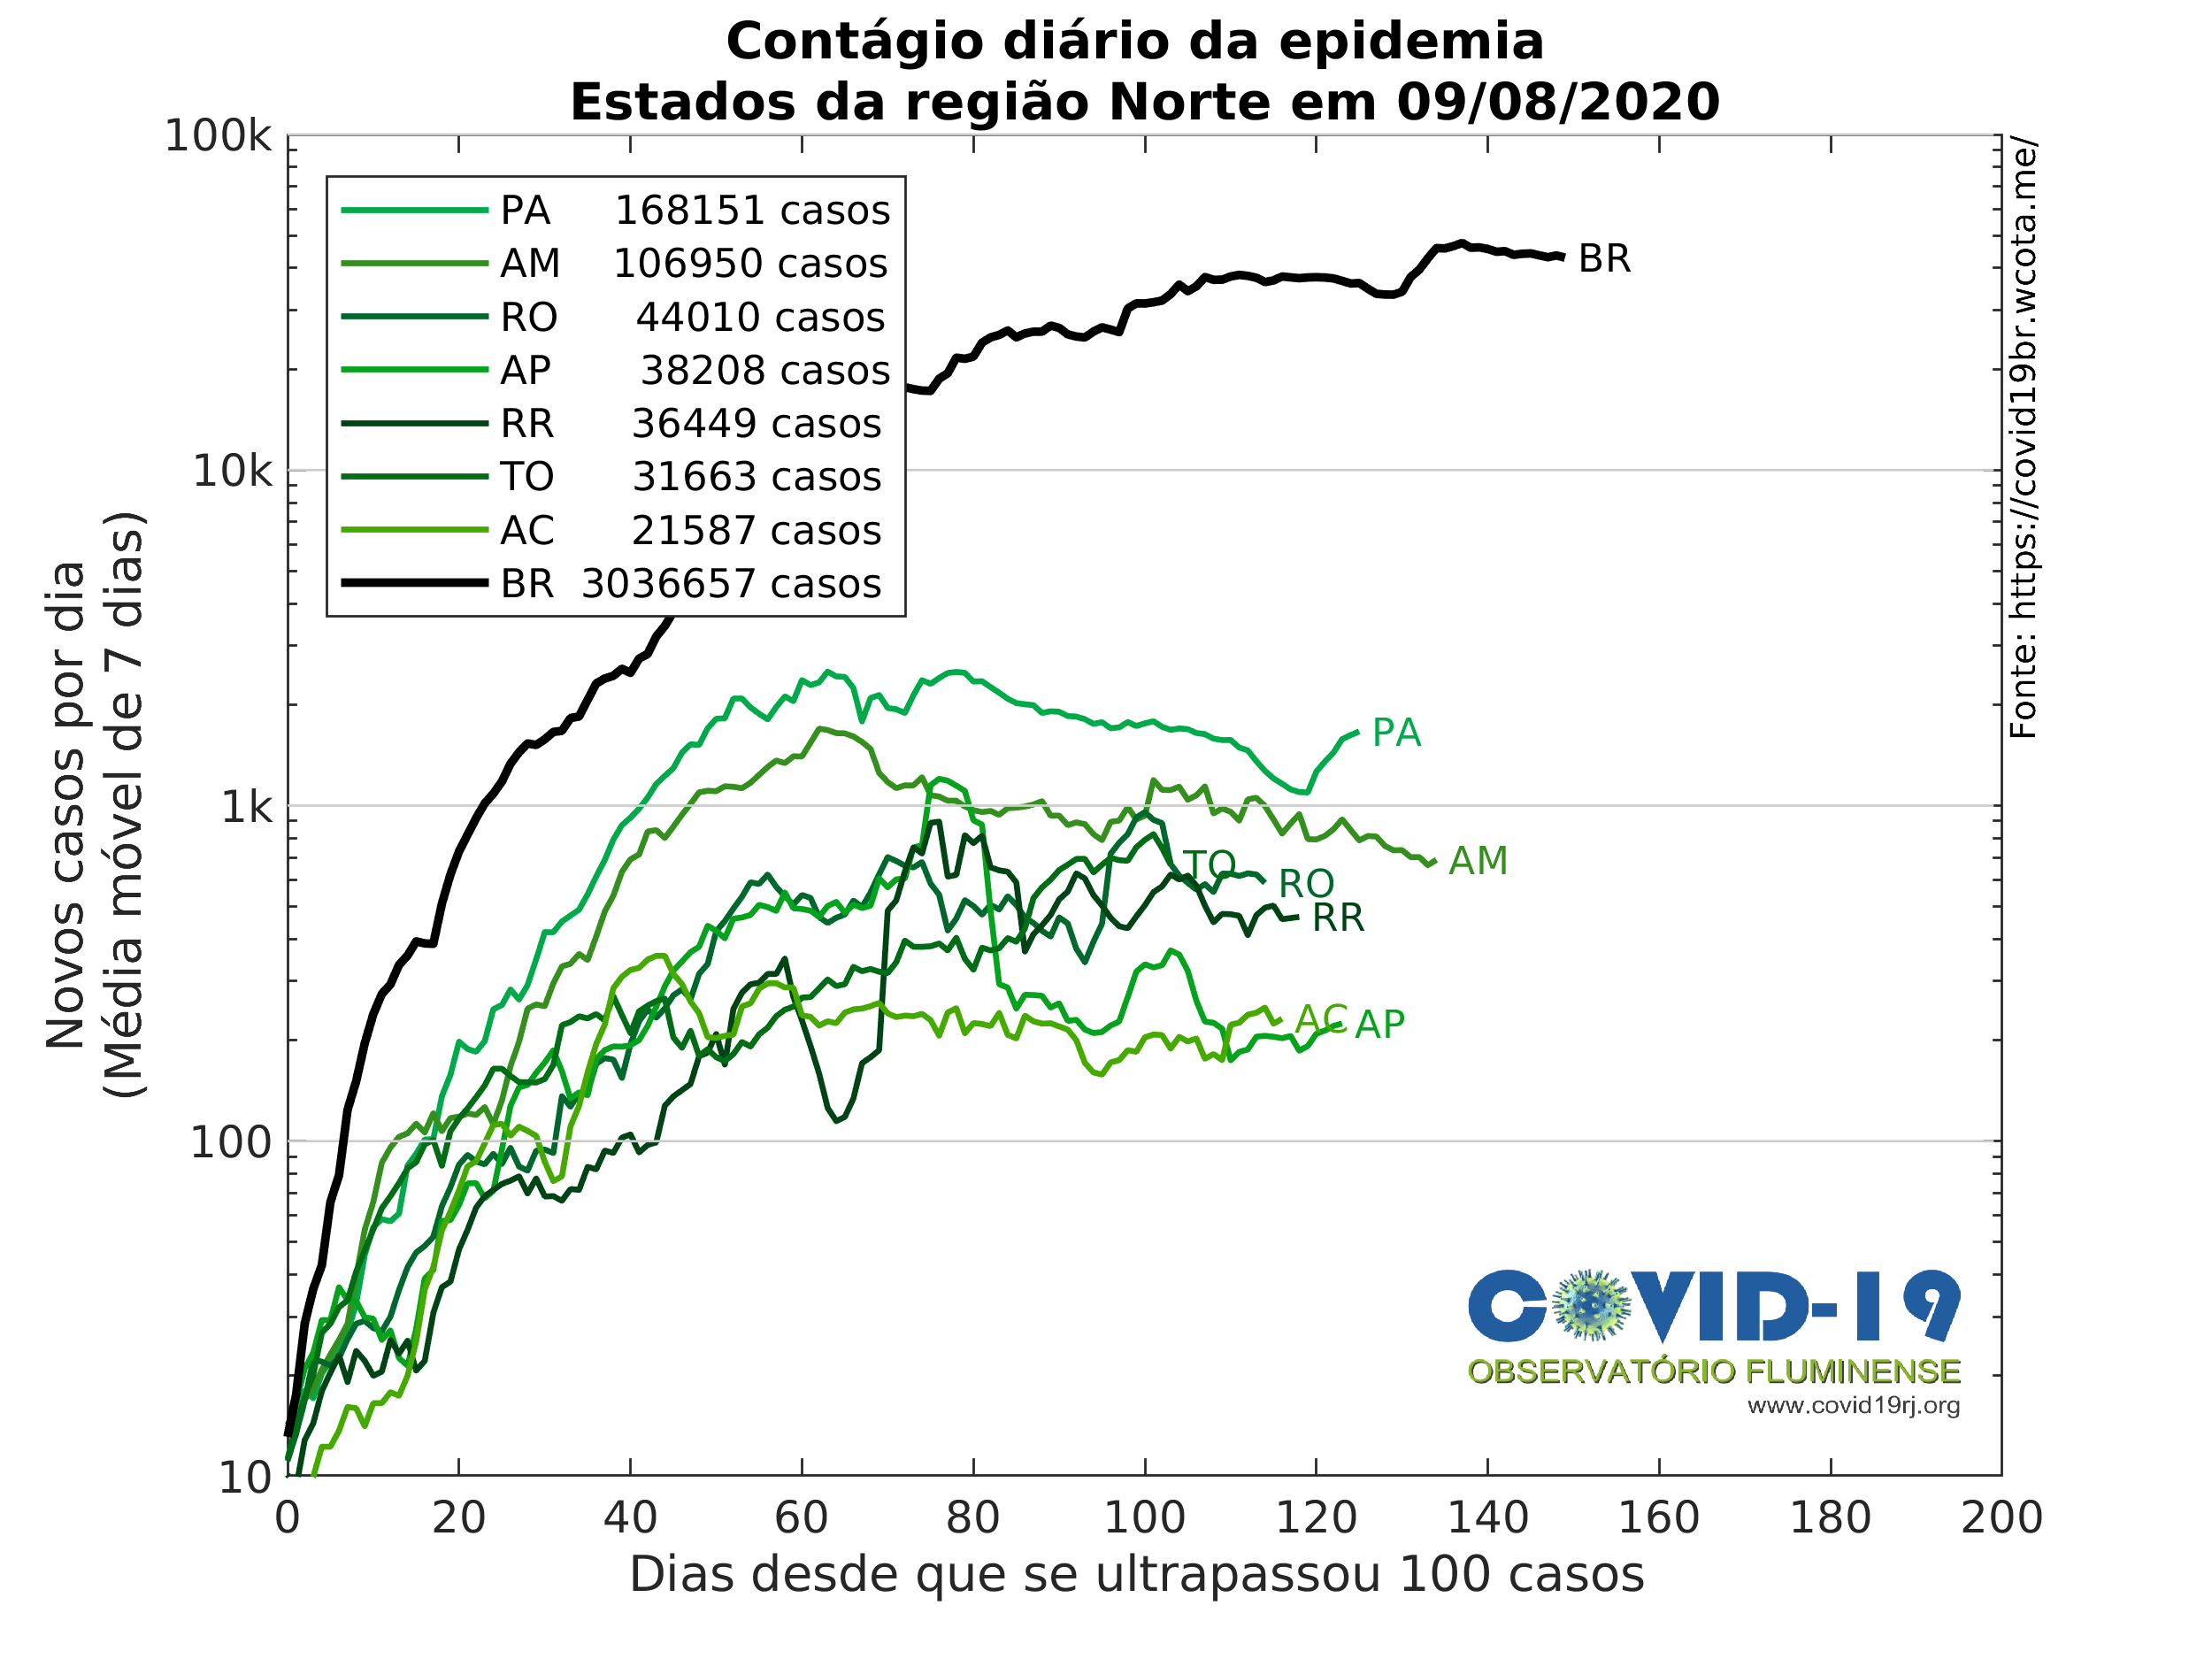 Contágio diário da epidemia
Estados da região Norte em 09/08/2020
100k
10k
1k
100
10
Novos casos por dia
(Média móvel de 7 dias)
PA 168151 casos
AM 106950 casos
RO 44010 casos
AP 38208 casos
RR 36449 casos
TO 31663 casos
AC 21587 casos
BR 3036657 casos
BR
PA
AM
TO
RO
RR
AC
AP
Fonte: https://covid19br.wcota.me/
COVID-19
OBSERVATÓRIO FLUMINENSE
www.covid19rj.org
0 20 40 60 80 100 120 140 160 180 200
Dias desde que se ultrapassou 100 casos